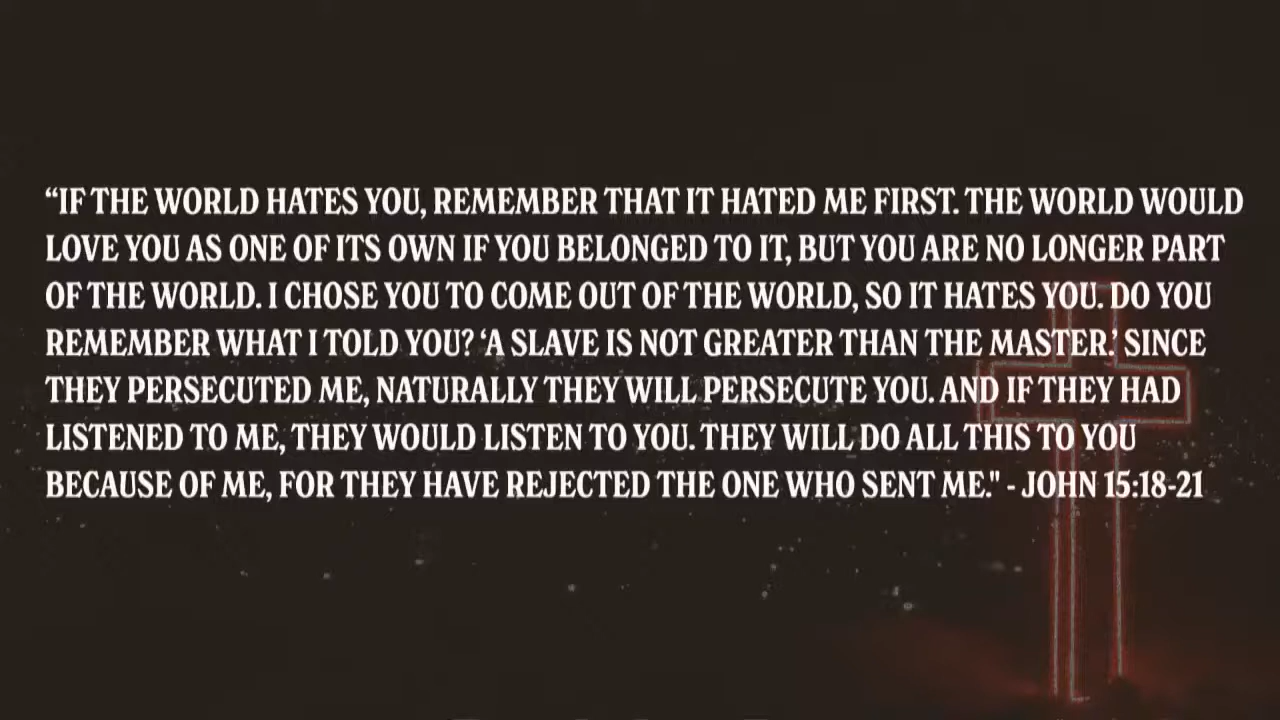 “IF THE WORLD HATES YOU, REMEMBER THAT IT HATED ME FIRST. THE WORLD WOULD
LOVE YOU AS ONE OF ITS OWN IF YOU BELONGED TO IT, BUT YOU ARE NO LONGER PART
OF THE WORLD. I CHOSE YOU TO COME OUT OF THE WORLD, SO IT HATES YOU. DO YOU
REMEMBER WHAT I TOLD YOU? ‘A SLAVE IS NOT GREATER THAN THE MASTER.’ SINCE
THEY PERSECUTED ME, NATURALLY THEY WILL PERSECUTE YOU. AND IF THEY HAD
LISTENED TO ME, THEY WOULD LISTEN TO YOU. THEY WILL DO ALL THIS TO YOU
BECAUSE OF ME, FOR THEY HAVE REJECTED THE ONE WHO SENT ME." - JOHN 15:18-21